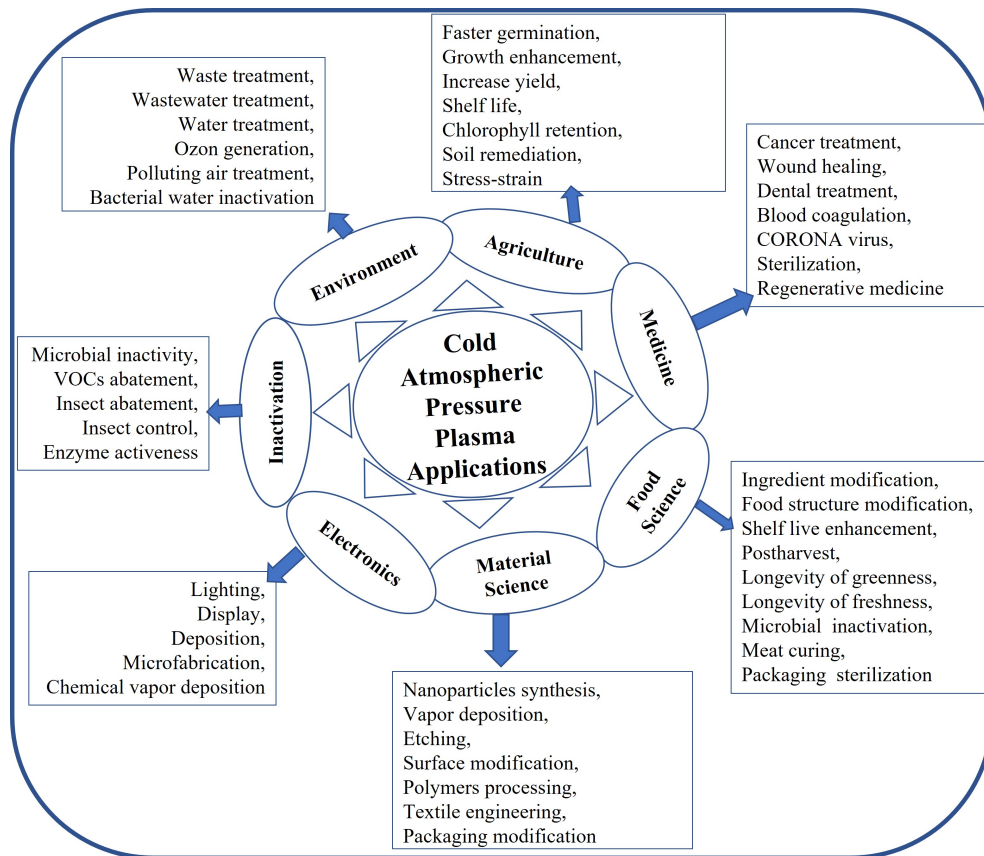 Faster germination,
Growth enhancement,
Increase yield,
Shelf life,
Chlorophyll retention,
Soil remediation,
Stress-strain
Waste treatment,
Wastewater treatment,
Water treatment,
Ozon generation,
Polluting air treatment,
Bacterial water inactivation
Cancer treatment,
Wound healing,
Dental treatment,
Blood coagulation,
CORONA virus,
Sterilization,
Regenerative medicine
Environment
Agriculture
Medicine
Cold
Atmospheric
Pressure
Plasma
Applications
Inactivation
Microbial inactivity,
VOCs abatement,
Insect abatement,
Insect control,
Enzyme activeness
Food
Science
Ingredient modification,
Food structure modification,
Shelf live enhancement,
Postharvest,
Longevity of greenness,
Longevity of freshness,
Microbial inactivation,
Meat curing,
Packaging sterilization
Electronics
Material
Science
Lighting,
Display,
Deposition,
Microfabrication,
Chemical vapor deposition
Nanoparticles synthesis,
Vapor deposition,
Etching,
Surface modification,
Polymers processing,
Textile engineering,
Packaging modification